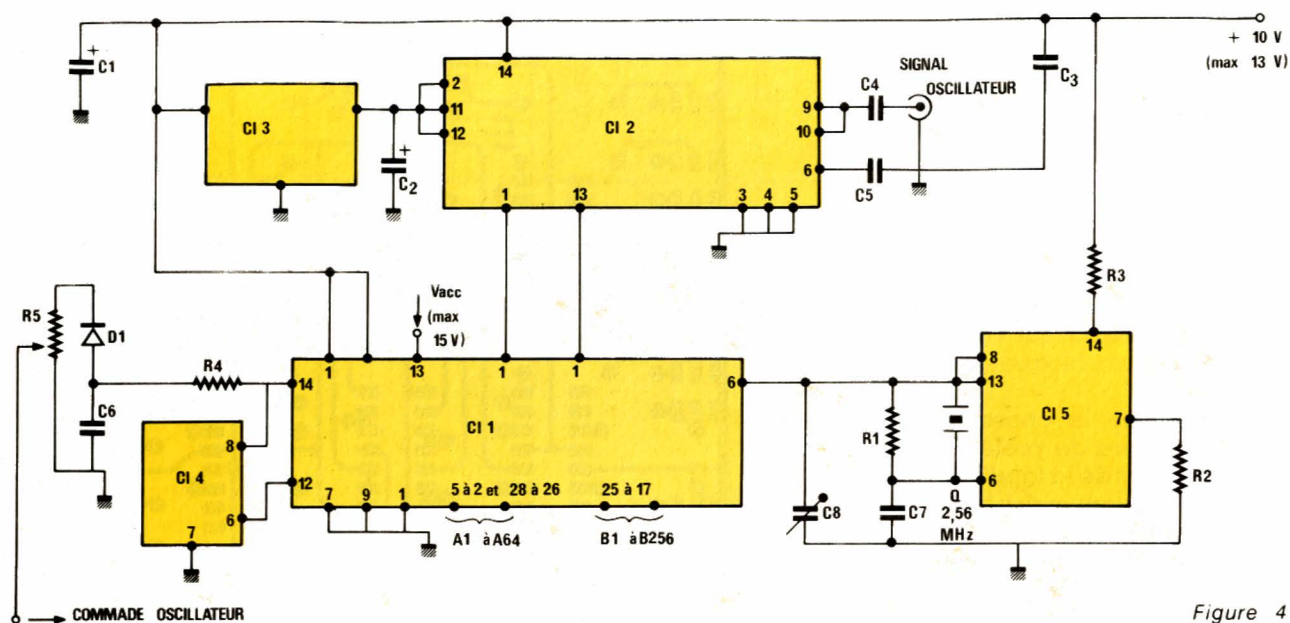 C1
+
CI 3
+
C2
2
11
12
14
CI 2
9
10
6
1
13
3
4
5
C4
C5
SIGNAL
OSCILLATEUR
C3
+ 10 V
(max 13 V)
R3
R5
D1
C6
R4
CI 4
8
6
7
Vacc
(max
15 V)
1
13
1
1
14
12
CI 1
6
7
9
1
5 à 2 et 28 à 26
25 à 17
A1 à A64
B1 à B256
C8
R1
C7
Q
2,56
MHz
8
13
6
14
CI 5
7
R2
COMMADE OSCILLATEUR
Figure 4